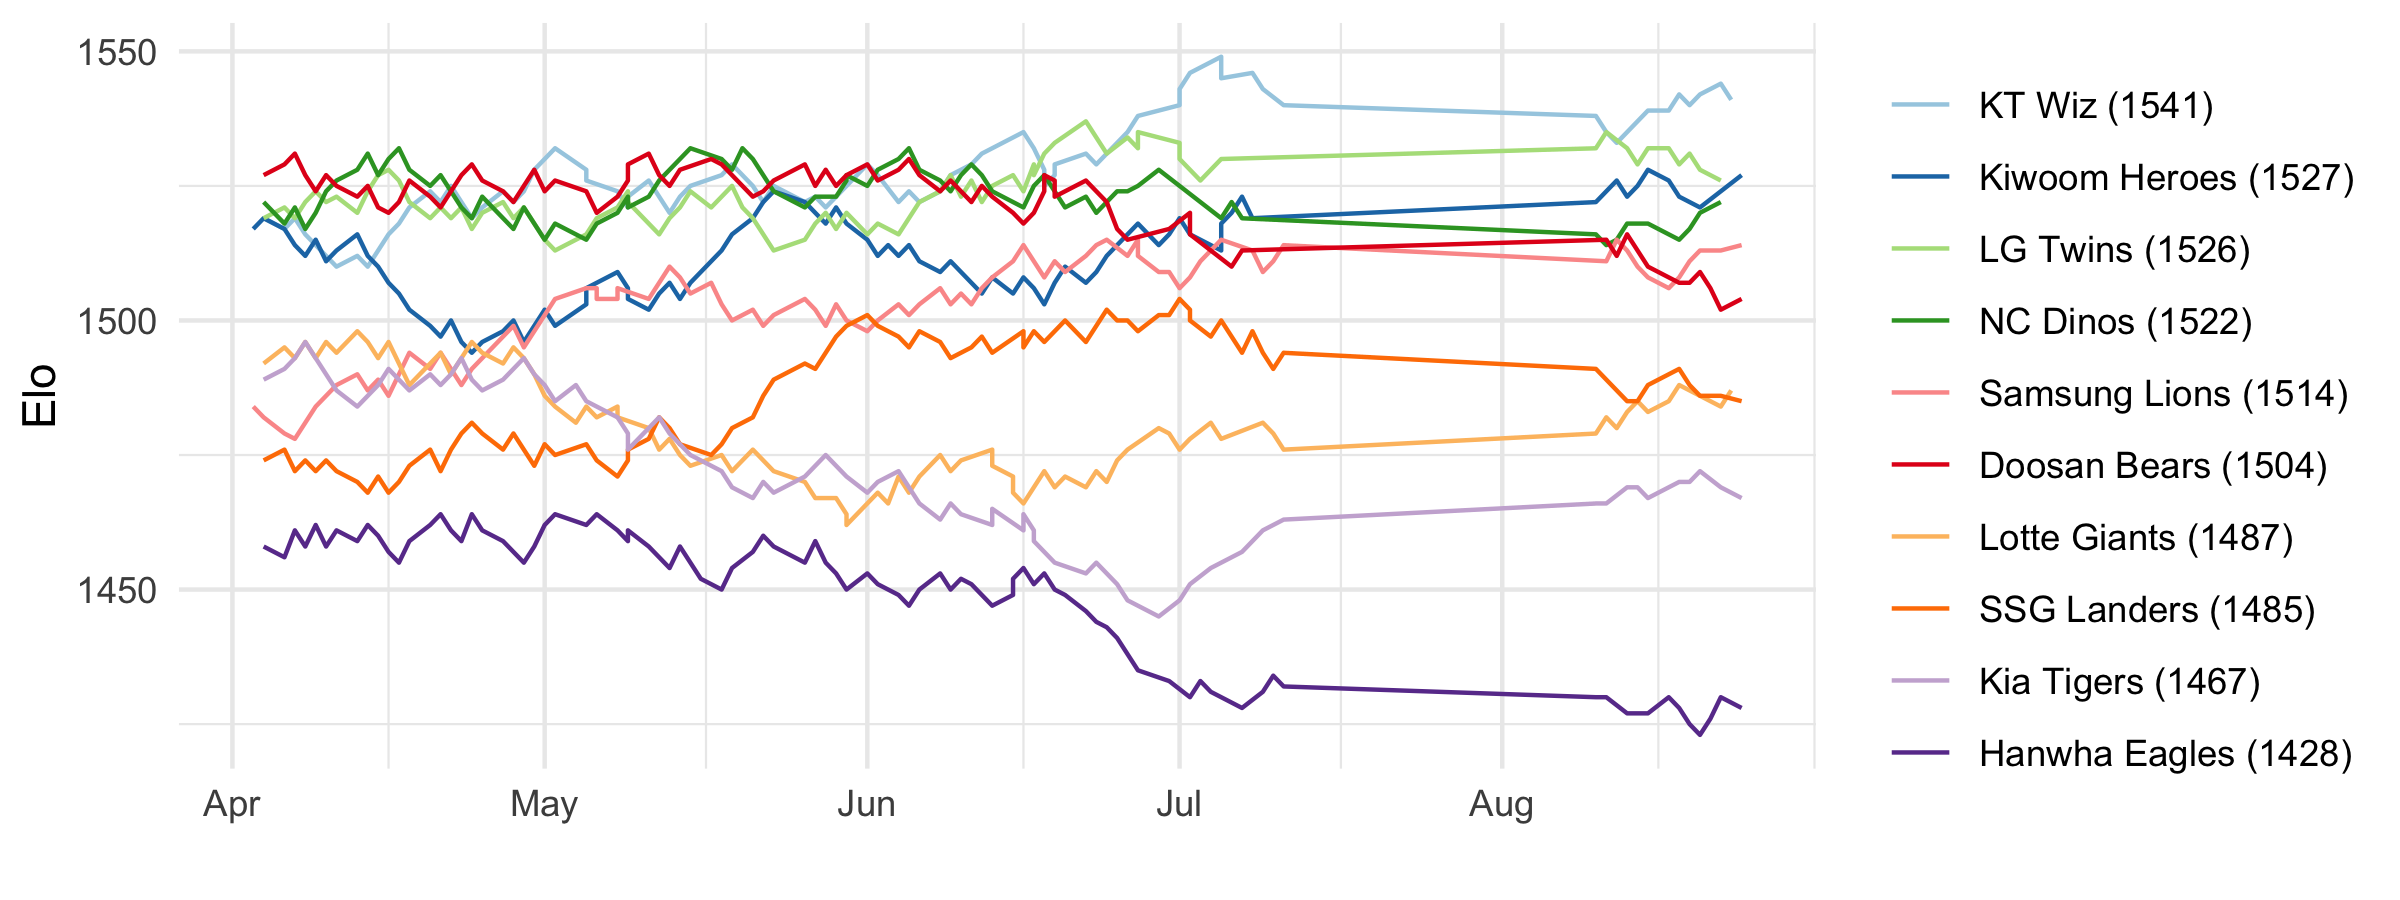 1550
1500
1450
Elo
Apr May Jun Jul Aug
KT Wiz (1541)
Kiwoom Heroes (1527)
LG Twins (1526)
NC Dinos (1522)
Samsung Lions (1514)
Doosan Bears (1504)
Lotte Giants (1487)
SSG Landers (1485)
Kia Tigers (1467)
Hanwha Eagles (1428)